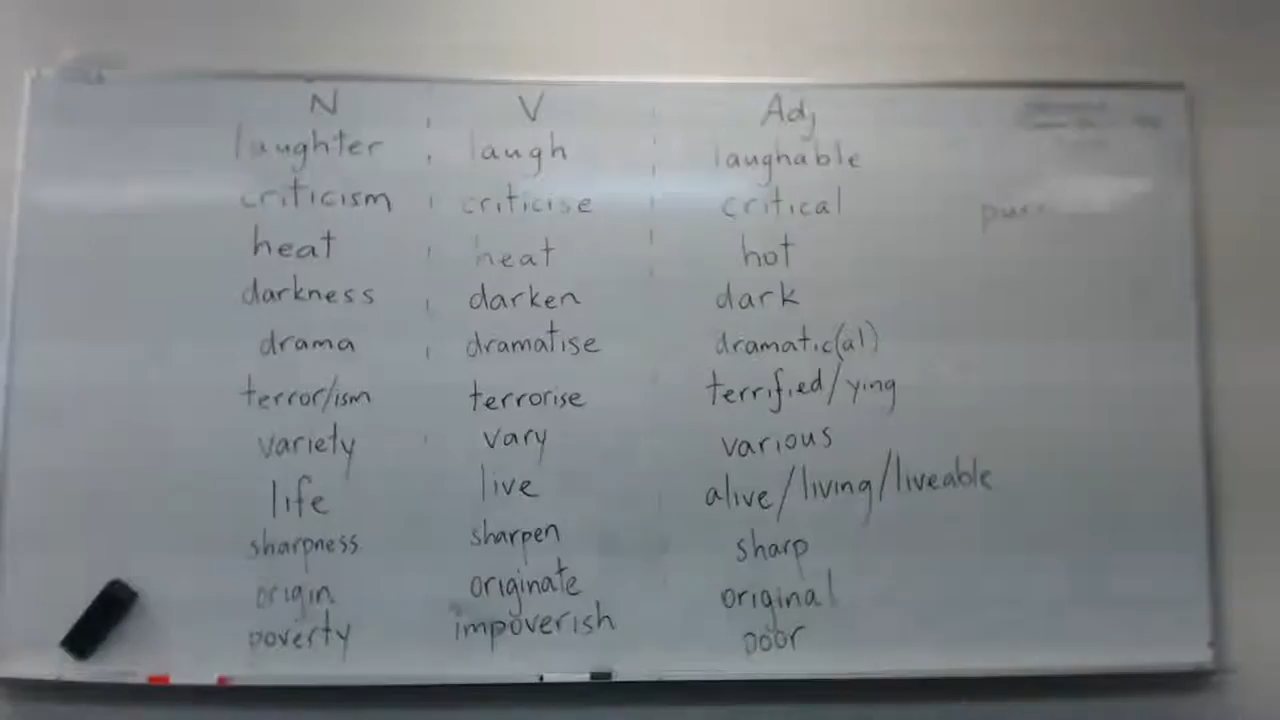 N V Adj
laughter laugh laughable
criticism criticise critical
heat heat hot
darkness darken dark
drama dramatise dramatic(al)
terror/ism terrorise terrified/ying
variety vary various
life live alive/living/liveable
sharpness sharpen sharp
origin originate original
poverty impoverish poor